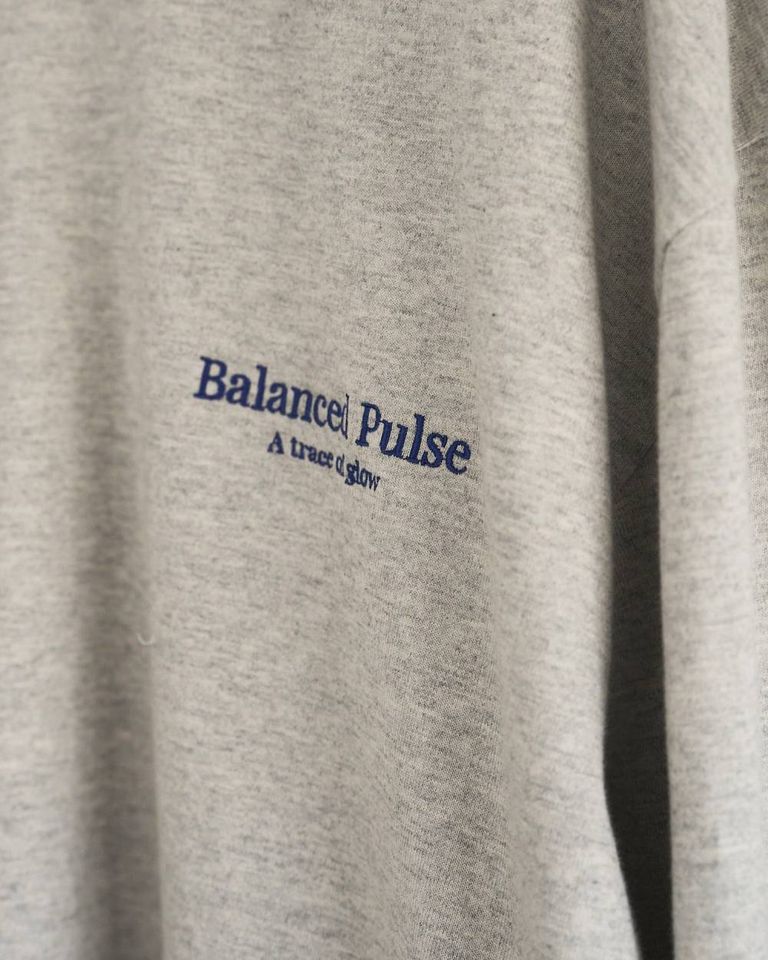 Balanced Pulse
A trace of glow